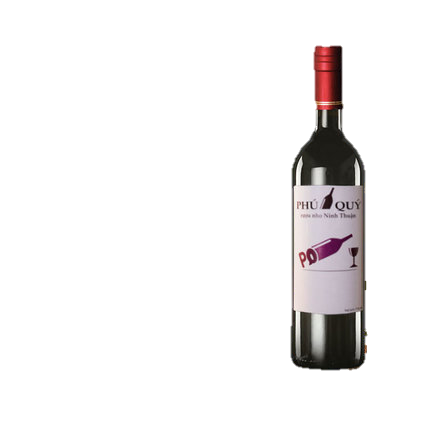 PHÚ QUÝ
rượu nho Ninh Thuận
PQ